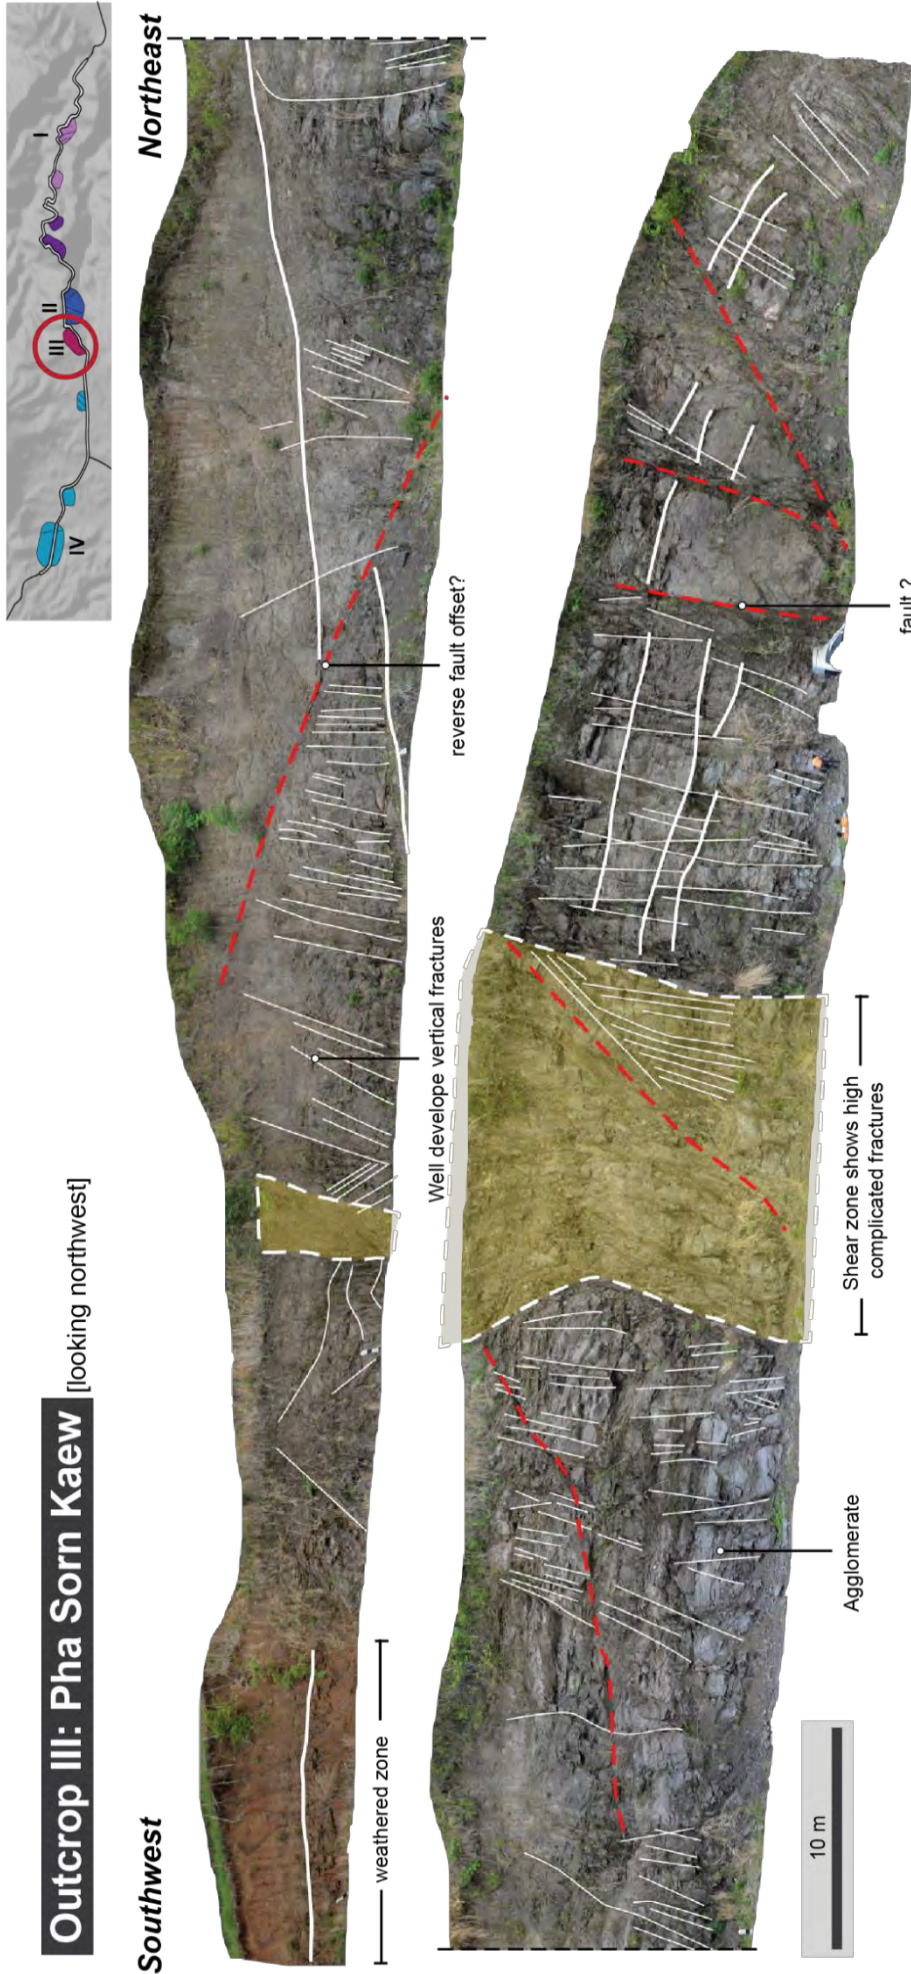 Outcrop III: Pha Sorn Kaew [looking northwest]
I
II
III
IV
Southwest
Northeast
weathered zone
Well develope vertical fractures
reverse fault offset?
Agglomerate
Shear zone shows high
complicated fractures
fault ?
10 m